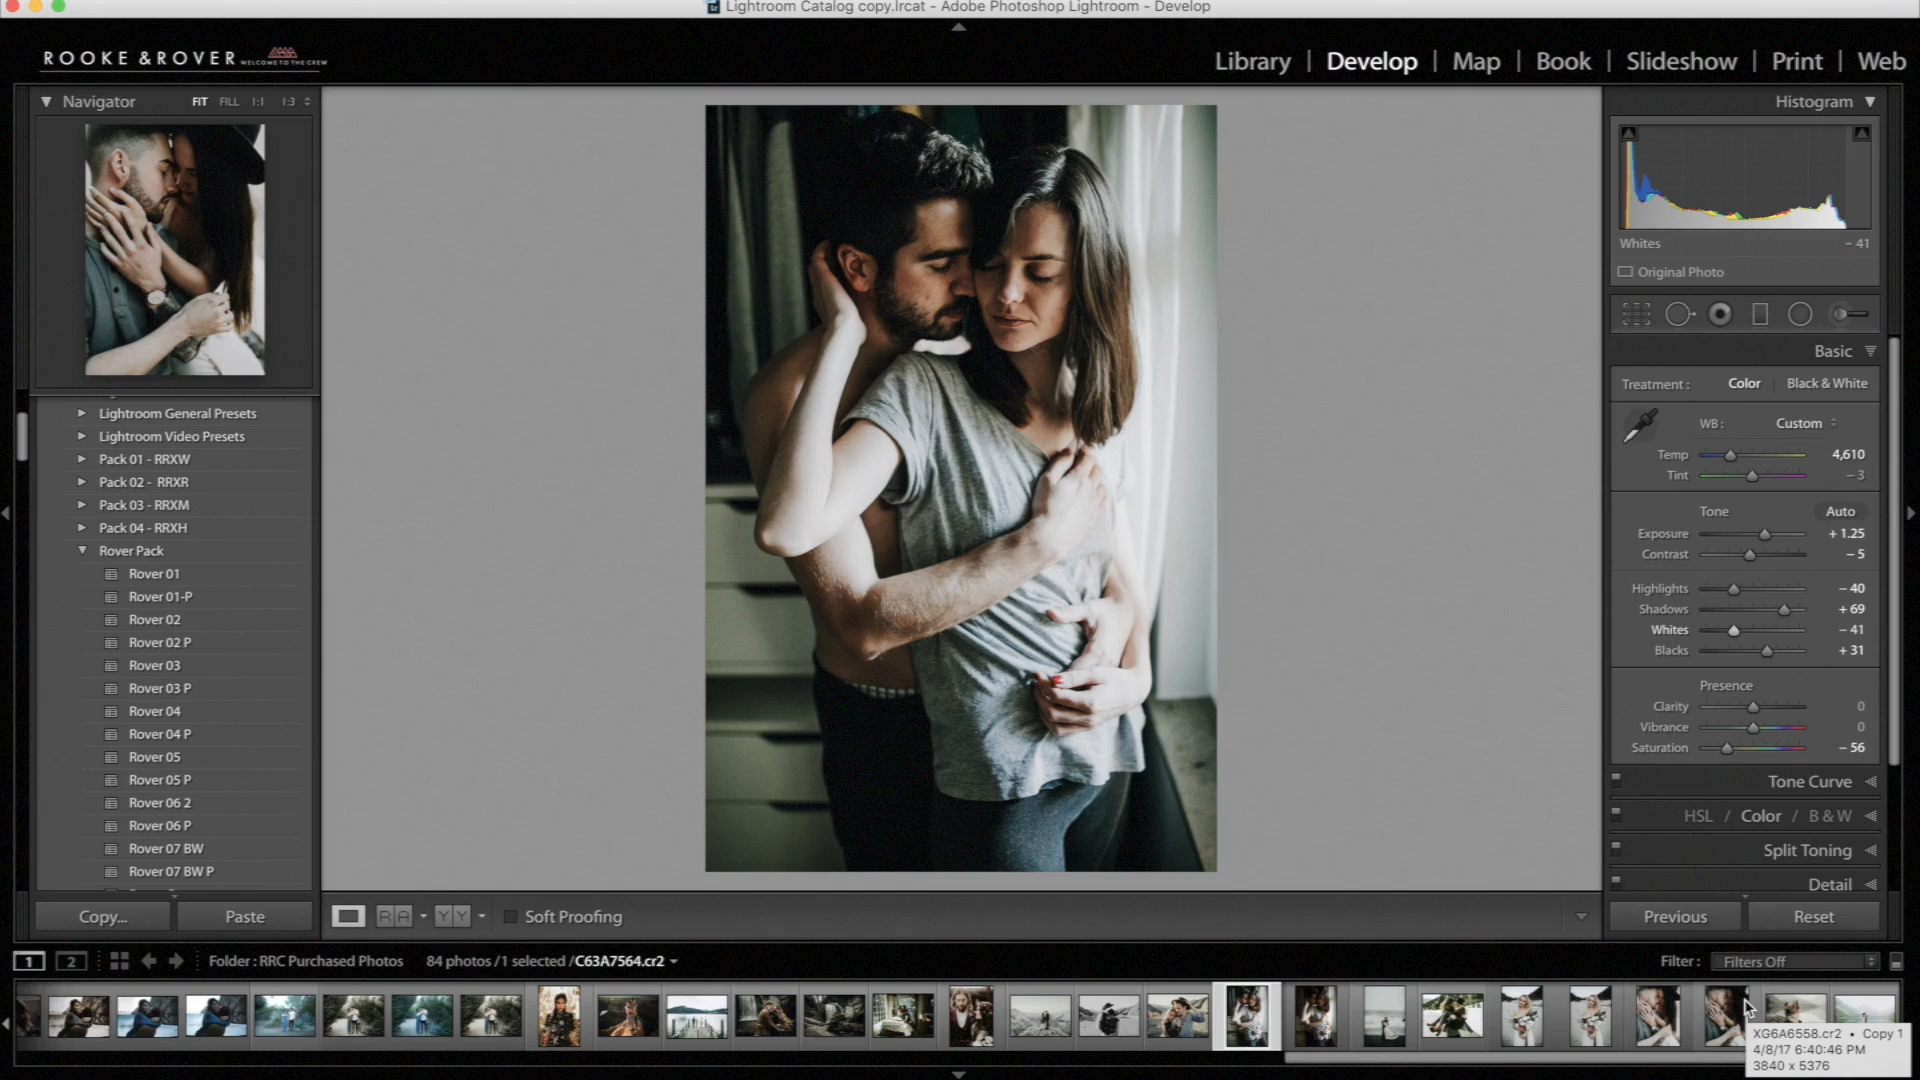 Lightroom Catalog copy.lrcat - Adobe Photoshop Lightroom - Develop
ROOKE & ROVER WELCOME TO THE CREW
Library | Develop | Map | Book | Slideshow | Print | Web
Navigator FIT FILL 1:1 1:3
Lightroom General Presets
Lightroom Video Presets
Pack 01 - RRXW
Pack 02 - RRXR
Pack 03 - RRXM
Pack 04 - RRXH
Rover Pack
Rover 01
Rover 01-P
Rover 02
Rover 02 P
Rover 03
Rover 03 P
Rover 04
Rover 04 P
Rover 05
Rover 05 P
Rover 06 2
Rover 06 P
Rover 07 BW
Rover 07 BW P
Copy... Paste
RA YY Soft Proofing
Histogram
Whites - 41
Original Photo
Basic
Treatment : Color Black & White
WB : Custom
Temp 4,610
Tint - 3
Tone Auto
Exposure + 1.25
Contrast - 5
Highlights - 40
Shadows + 69
Whites - 41
Blacks + 31
Presence
Clarity 0
Vibrance 0
Saturation - 56
Tone Curve
HSL / Color / B & W
Split Toning
Detail
Previous Reset
1 2 Folder : RRC Purchased Photos 84 photos / 1 selected / C63A7564.cr2
Filter : Filters Off
XG6A6558.cr2 • Copy 1
4/8/17 6:40:46 PM
3840 x 5376